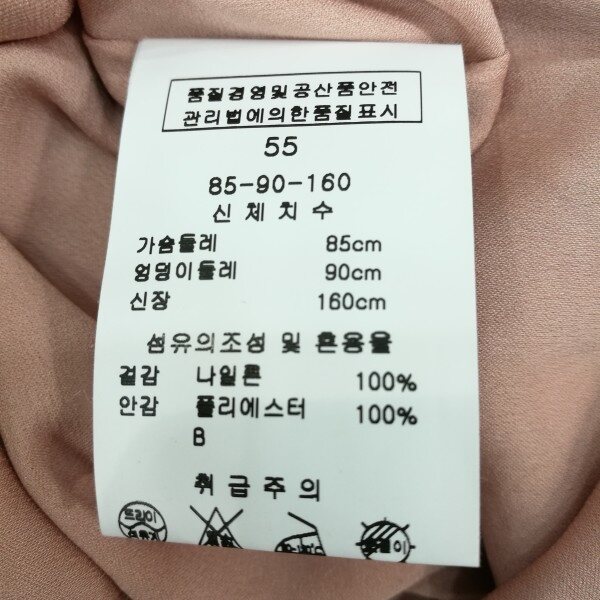 품질경영및공산품안전
관리법에의한품질표시
55
85-90-160
신체치수
가슴둘레 85cm
엉덩이둘레 90cm
신장 160cm
섬유의조성 및 혼용율
겉감 나일론 100%
안감 폴리에스터 100%
B
취급주의
드라이